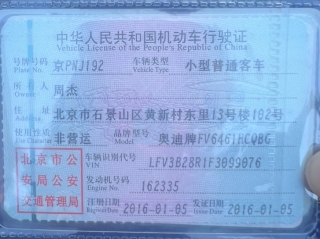 中华人民共和国机动车行驶证
Vehicle License of the People's Republic of China
号牌号码 京PNJ192 车辆类型 小型普通客车
Plate No. Vehicle Type
所有人 周杰
Owner
住址 北京市石景山区黄新村东里13号楼102号
Address
使用性质 非营运 品牌型号 奥迪牌FV6461HCQBG
Use Character Model
北京市公安局公安交通管理局
车辆识别代号 LFV3B28R1F3099076
VIN
发动机号码 162335
Engine No.
注册日期 2016-01-05 发证日期 2016-01-05
Register Date Issue Date